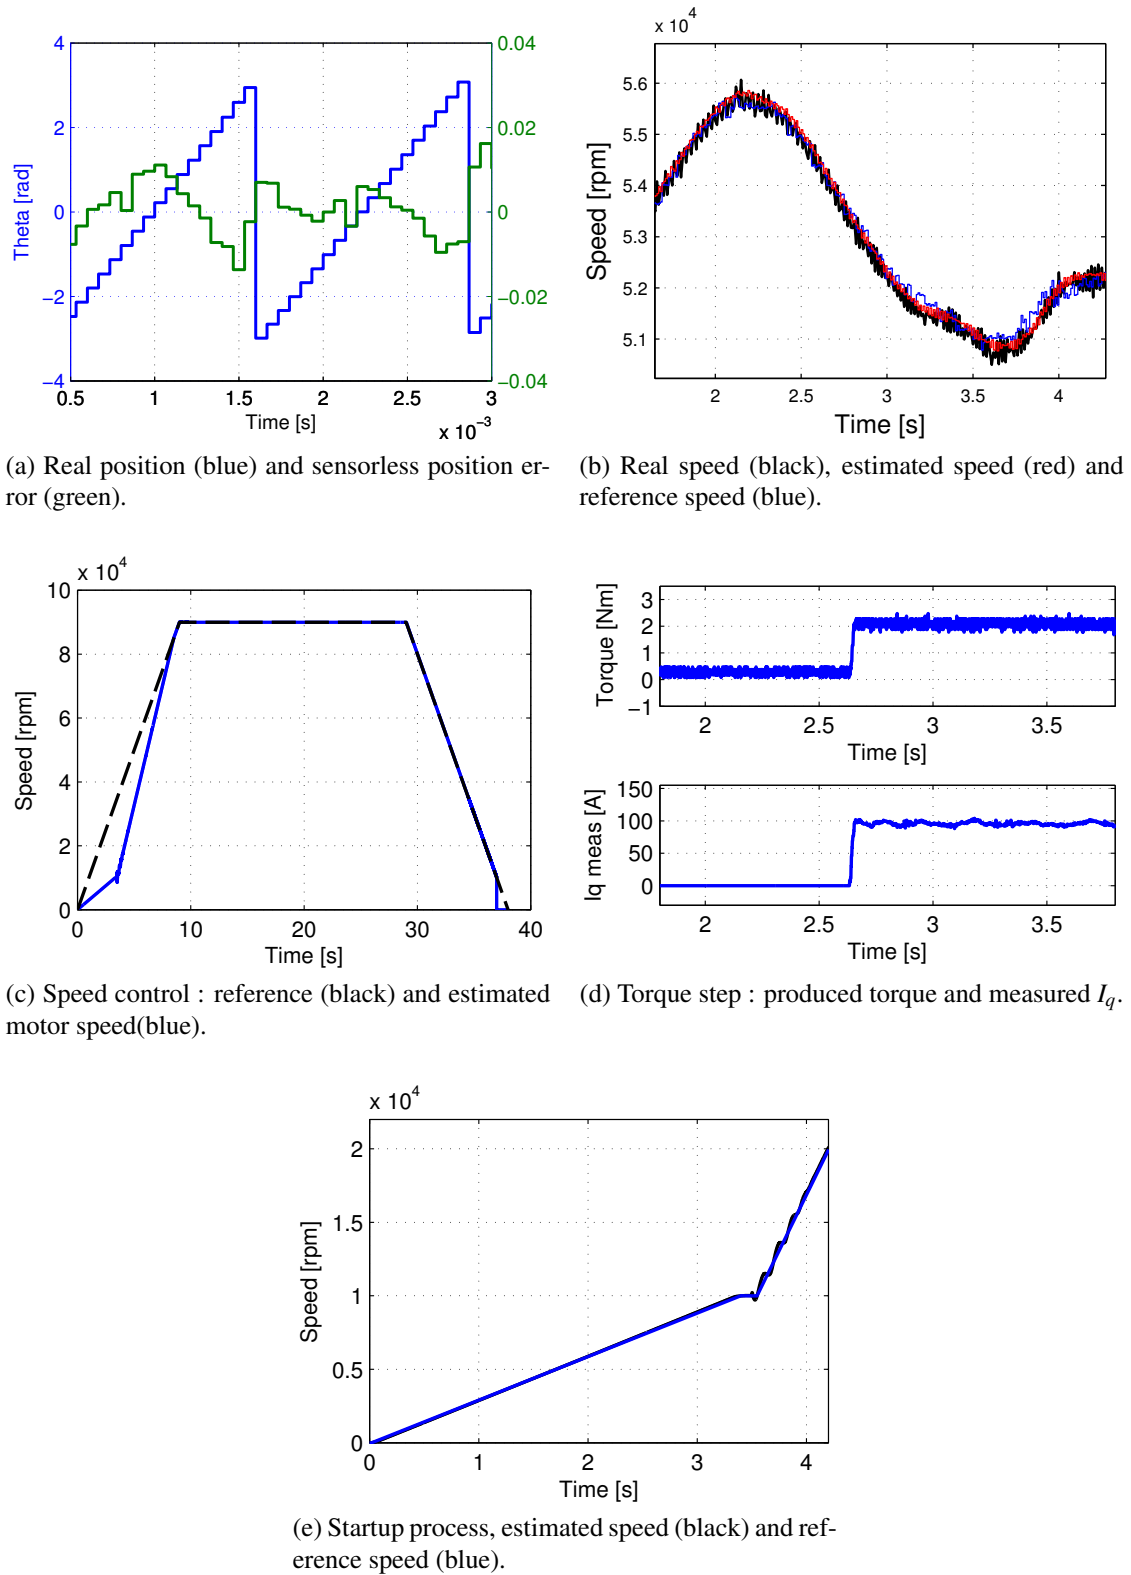 4
2
0
−2
−4
0.04
0.02
0
−0.02
−0.04
Theta [rad]
0.5 1 1.5 2 2.5 3
Time [s]
x 10⁻³
(a) Real position (blue) and sensorless position er-
ror (green).
x 10⁴
5.6
5.5
5.4
5.3
5.2
5.1
Speed [rpm]
2 2.5 3 3.5 4
Time [s]
(b) Real speed (black), estimated speed (red) and
reference speed (blue).
x 10⁴
10
8
6
4
2
0
Speed [rpm]
0 10 20 30 40
Time [s]
(c) Speed control : reference (black) and estimated
motor speed(blue).
3
2
1
0
−1
Torque [Nm]
2 2.5 3 3.5
Time [s]
150
100
50
0
Iq meas [A]
2 2.5 3 3.5
Time [s]
(d) Torque step : produced torque and measured I_q.
x 10⁴
2
1.5
1
0.5
0
Speed [rpm]
0 1 2 3 4
Time [s]
(e) Startup process, estimated speed (black) and ref-
erence speed (blue).